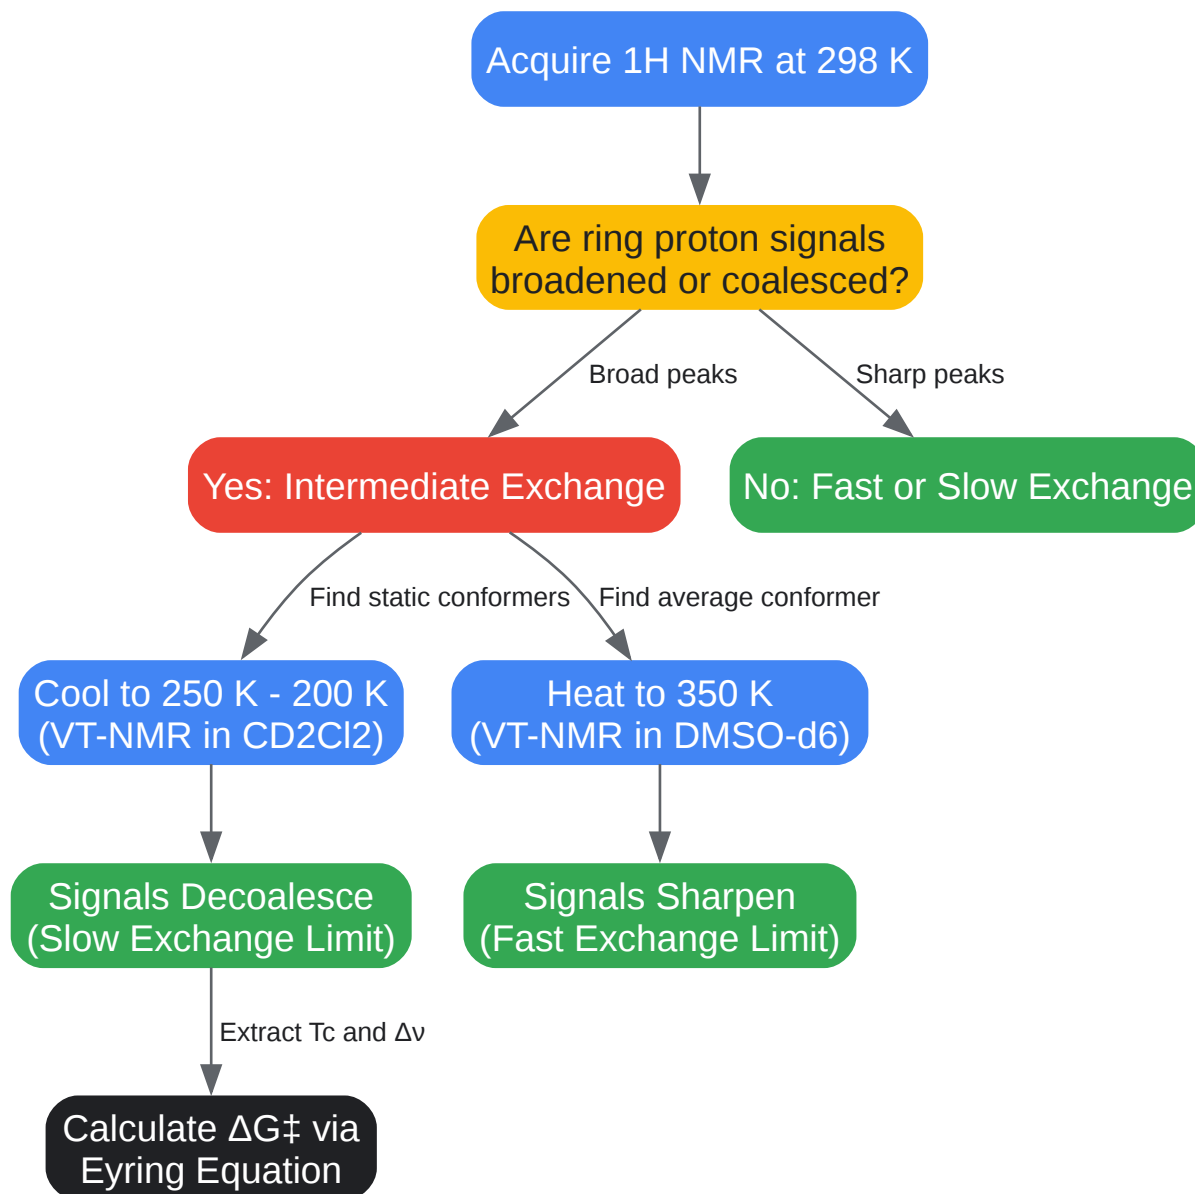 Acquire 1H NMR at 298 K
Are ring proton signals
broadened or coalesced?
Broad peaks
Sharp peaks
Yes: Intermediate Exchange
No: Fast or Slow Exchange
Find static conformers
Find average conformer
Cool to 250 K - 200 K
(VT-NMR in CD2Cl2)
Heat to 350 K
(VT-NMR in DMSO-d6)
Signals Decoalesce
(Slow Exchange Limit)
Signals Sharpen
(Fast Exchange Limit)
Extract Tc and Δν
Calculate ΔG‡ via
Eyring Equation